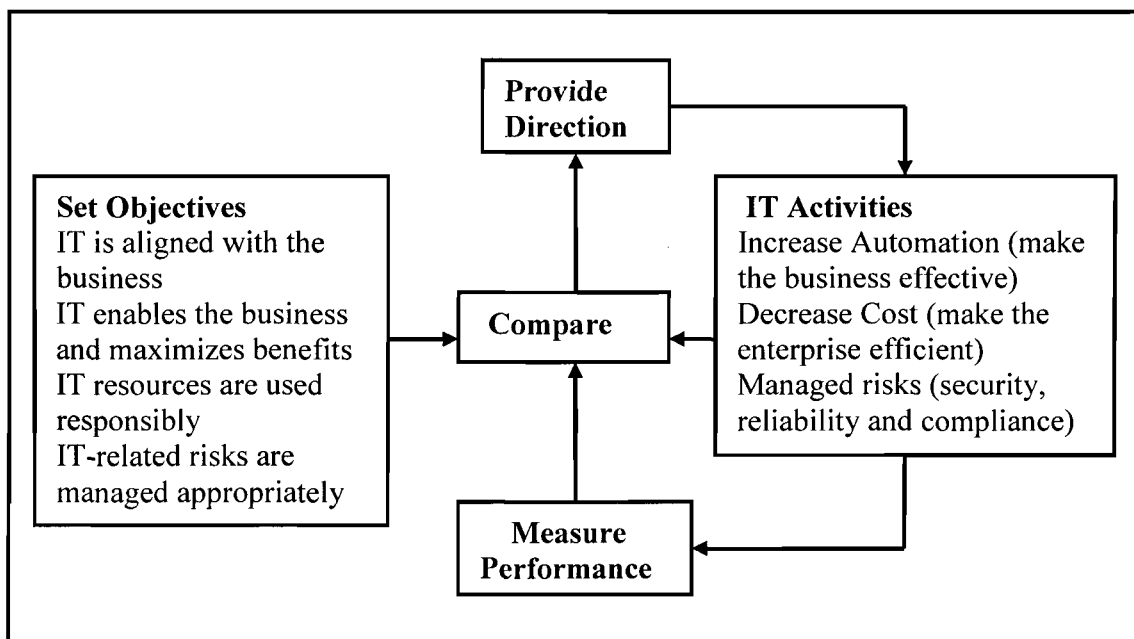 Provide
Direction
Set Objectives
IT is aligned with the
business
IT enables the business
and maximizes benefits
IT resources are used
responsibly
IT-related risks are
managed appropriately
Compare
IT Activities
Increase Automation (make
the business effective)
Decrease Cost (make the
enterprise efficient)
Managed risks (security,
reliability and compliance)
Measure
Performance